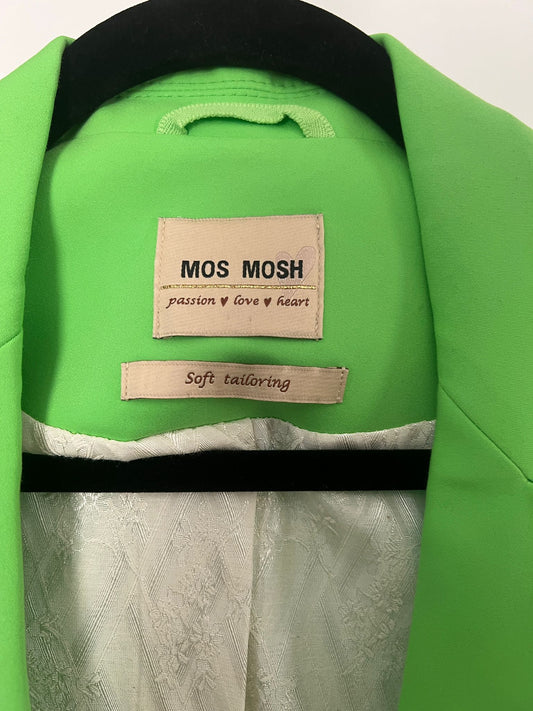 MOS MOSH
passion ♥ love ♥ heart
Soft tailoring